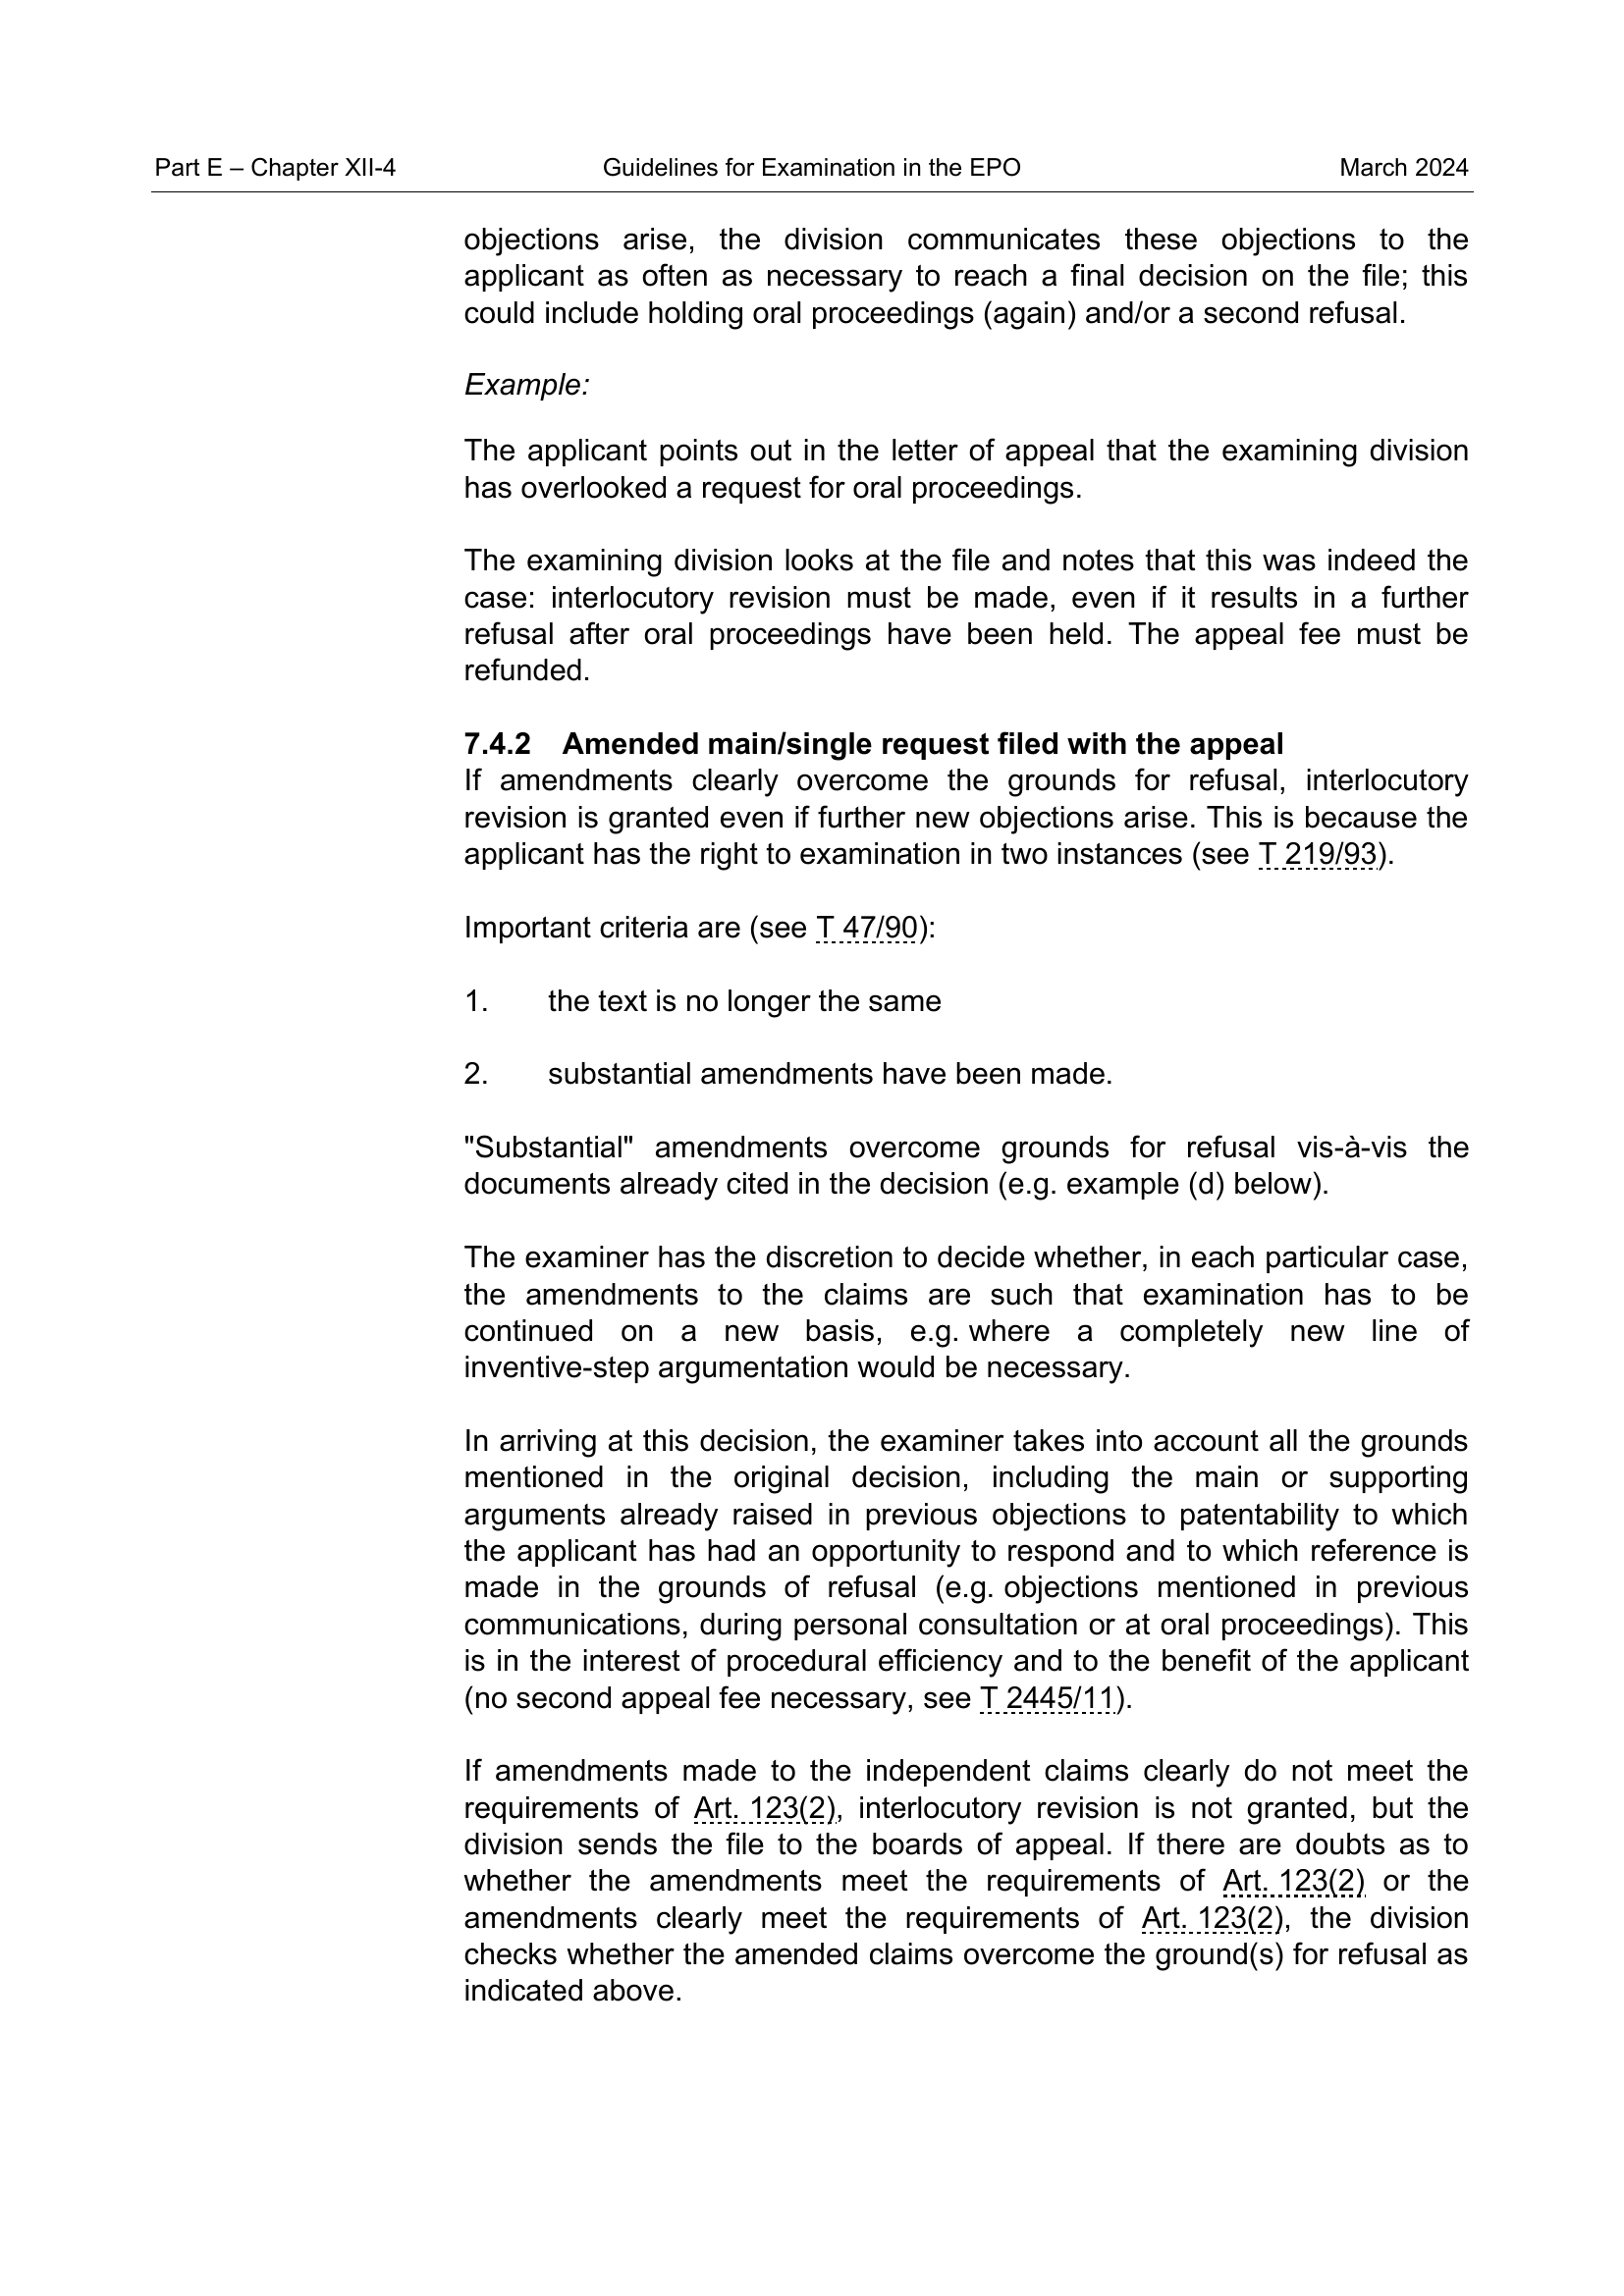 Part E – Chapter XII-4 Guidelines for Examination in the EPO March 2024
objections arise, the division communicates these objections to the
applicant as often as necessary to reach a final decision on the file; this
could include holding oral proceedings (again) and/or a second refusal.
Example:
The applicant points out in the letter of appeal that the examining division
has overlooked a request for oral proceedings.
The examining division looks at the file and notes that this was indeed the
case: interlocutory revision must be made, even if it results in a further
refusal after oral proceedings have been held. The appeal fee must be
refunded.
7.4.2 Amended main/single request filed with the appeal
If amendments clearly overcome the grounds for refusal, interlocutory
revision is granted even if further new objections arise. This is because the
applicant has the right to examination in two instances (see T 219/93).
Important criteria are (see T 47/90):
1. the text is no longer the same
2. substantial amendments have been made.
"Substantial" amendments overcome grounds for refusal vis-à-vis the
documents already cited in the decision (e.g. example (d) below).
The examiner has the discretion to decide whether, in each particular case,
the amendments to the claims are such that examination has to be
continued on a new basis, e.g. where a completely new line of
inventive-step argumentation would be necessary.
In arriving at this decision, the examiner takes into account all the grounds
mentioned in the original decision, including the main or supporting
arguments already raised in previous objections to patentability to which
the applicant has had an opportunity to respond and to which reference is
made in the grounds of refusal (e.g. objections mentioned in previous
communications, during personal consultation or at oral proceedings). This
is in the interest of procedural efficiency and to the benefit of the applicant
(no second appeal fee necessary, see T 2445/11).
If amendments made to the independent claims clearly do not meet the
requirements of Art. 123(2), interlocutory revision is not granted, but the
division sends the file to the boards of appeal. If there are doubts as to
whether the amendments meet the requirements of Art. 123(2) or the
amendments clearly meet the requirements of Art. 123(2), the division
checks whether the amended claims overcome the ground(s) for refusal as
indicated above.